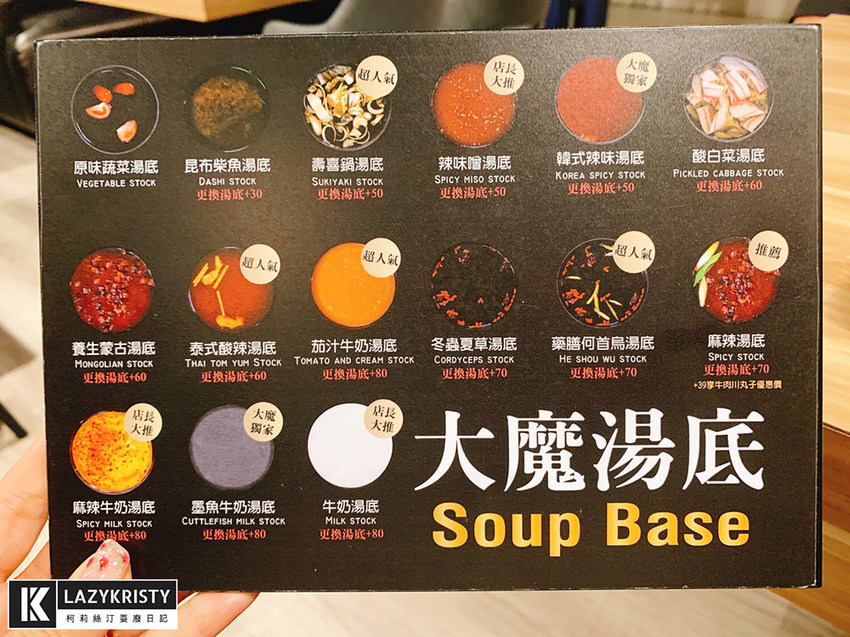 超人氣
店長
大推
大魔
獨家
原味蔬菜湯底
VEGETABLE STOCK
昆布柴魚湯底
DASHI STOCK
更換湯底+30
壽喜鍋湯底
SUKIYAKI STOCK
更換湯底+50
辣味噌湯底
SPICY MISO STOCK
更換湯底+50
韓式辣味湯底
KOREA SPICY STOCK
更換湯底+50
酸白菜湯底
PICKLED CABBAGE STOCK
更換湯底+60
超人氣
超人氣
超人氣
推薦
養生蒙古湯底
MONGOLIAN STOCK
更換湯底+60
泰式酸辣湯底
THAI TOM YUM STOCK
更換湯底+60
茄汁牛奶湯底
TOMATO AND CREAM STOCK
更換湯底+80
冬蟲夏草湯底
CORDYCEPS STOCK
更換湯底+70
藥膳何首烏湯底
HE SHOU WU STOCK
更換湯底+70
麻辣湯底
SPICY STOCK
更換湯底+70
+39享牛肉川丸子優惠價
店長
大推
大魔
獨家
店長
大推
麻辣牛奶湯底
SPICY MILK STOCK
更換湯底+80
墨魚牛奶湯底
CUTTLEFISH MILK STOCK
更換湯底+80
牛奶湯底
MILK STOCK
更換湯底+80
大魔湯底
Soup Base
K LAZYKRISTY
柯莉絲汀耍廢日記